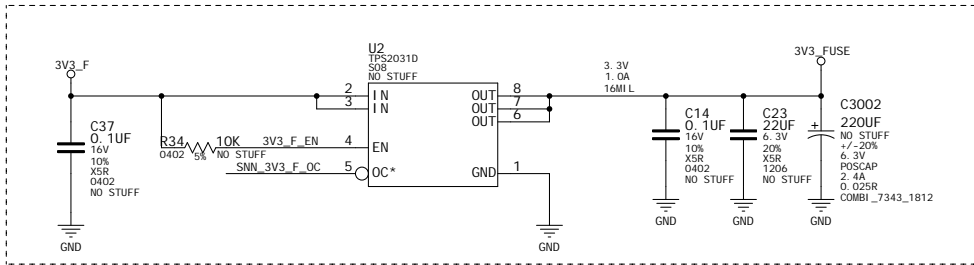 3V3_F
C37
0.1UF
16V
10%
X5R
0402
NO STUFF
GND
R34 10K
0402 5% NO STUFF
3V3_F_EN
SNN_3V3_F_OC
U2
TPS2031D
SO8
NO STUFF
2 IN
3 IN
4 EN
5 OC*
OUT 8
OUT 7
OUT 6
GND 1
GND
3.3V
1.0A
16MIL
C14
0.1UF
16V
10%
X5R
0402
NO STUFF
GND
C23
22UF
6.3V
20%
X5R
1206
NO STUFF
GND
3V3_FUSE
C3002
220UF
NO STUFF
+/-20%
6.3V
POSCAP
2.4A
0.025R
COMBI_7343_1812
+
GND